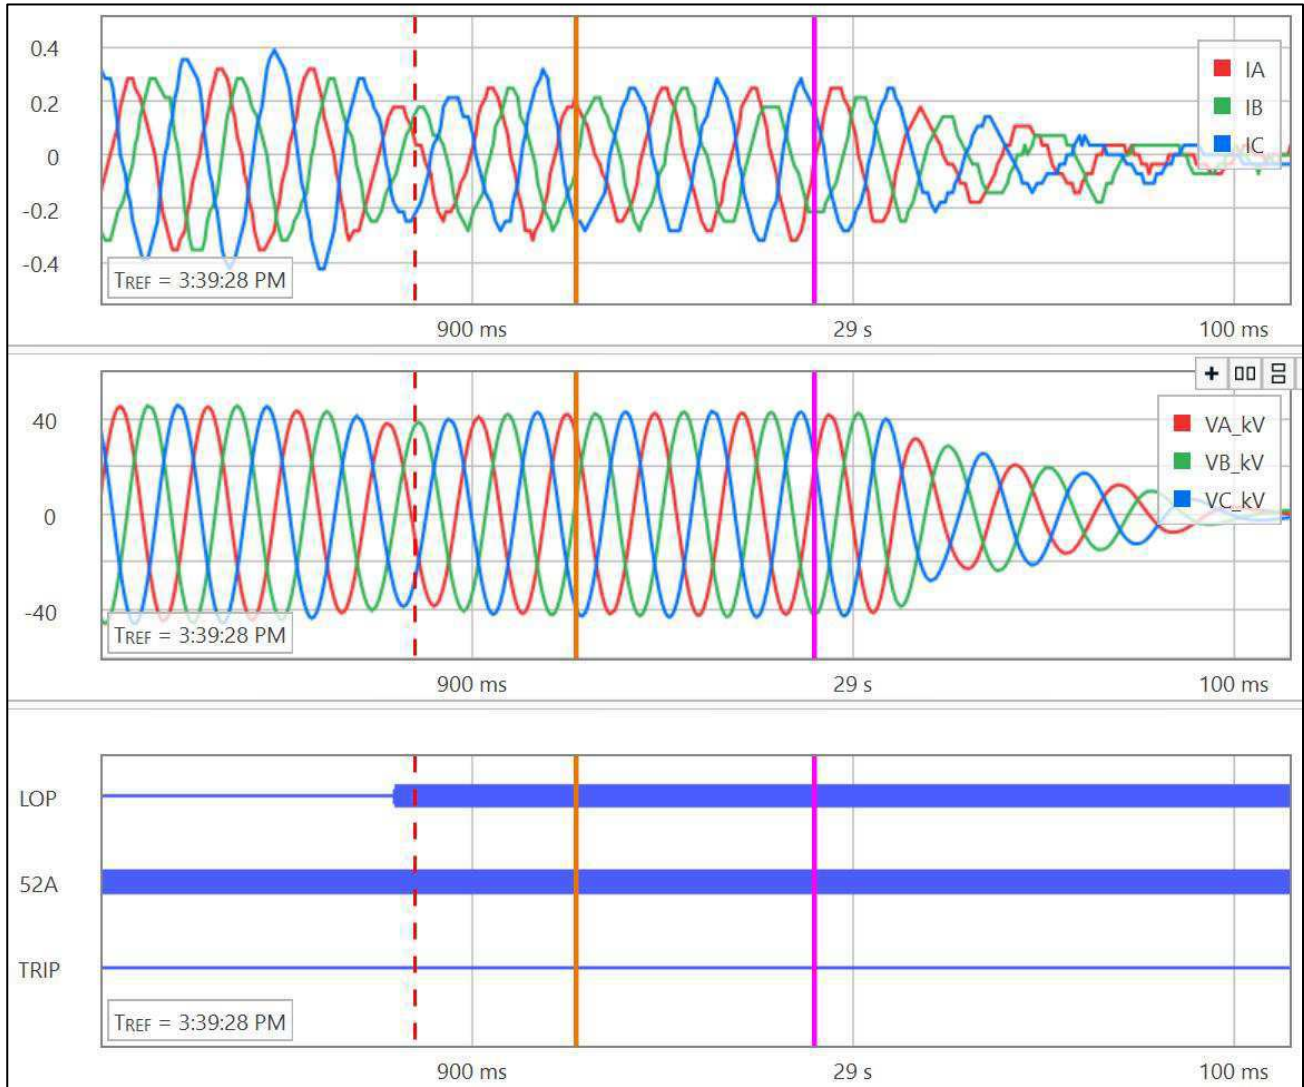 0.4
0.2
0
-0.2
-0.4
IA
IB
IC
TREF = 3:39:28 PM
900 ms
29 s
100 ms
40
0
-40
VA_kV
VB_kV
VC_kV
TREF = 3:39:28 PM
900 ms
29 s
100 ms
LOP
52A
TRIP
TREF = 3:39:28 PM
900 ms
29 s
100 ms